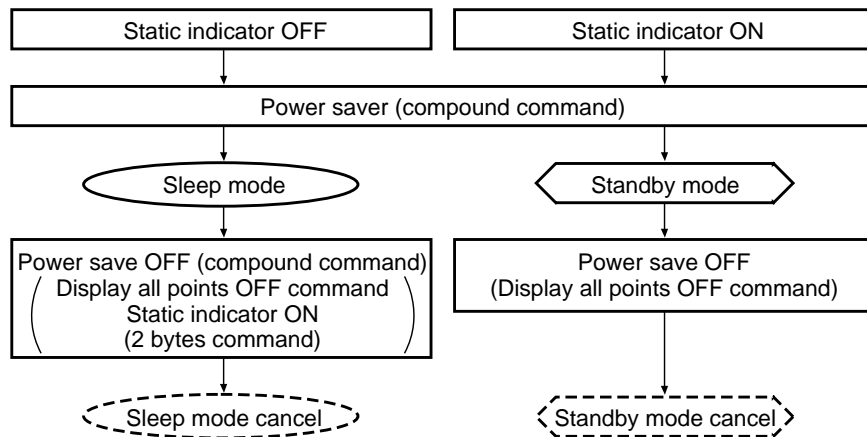 Static indicator OFF
Static indicator ON
Power saver (compound command)
Sleep mode
Standby mode
Power save OFF (compound command)
(Display all points OFF command
Static indicator ON
(2 bytes command))
Power save OFF
(Display all points OFF command)
Sleep mode cancel
Standby mode cancel